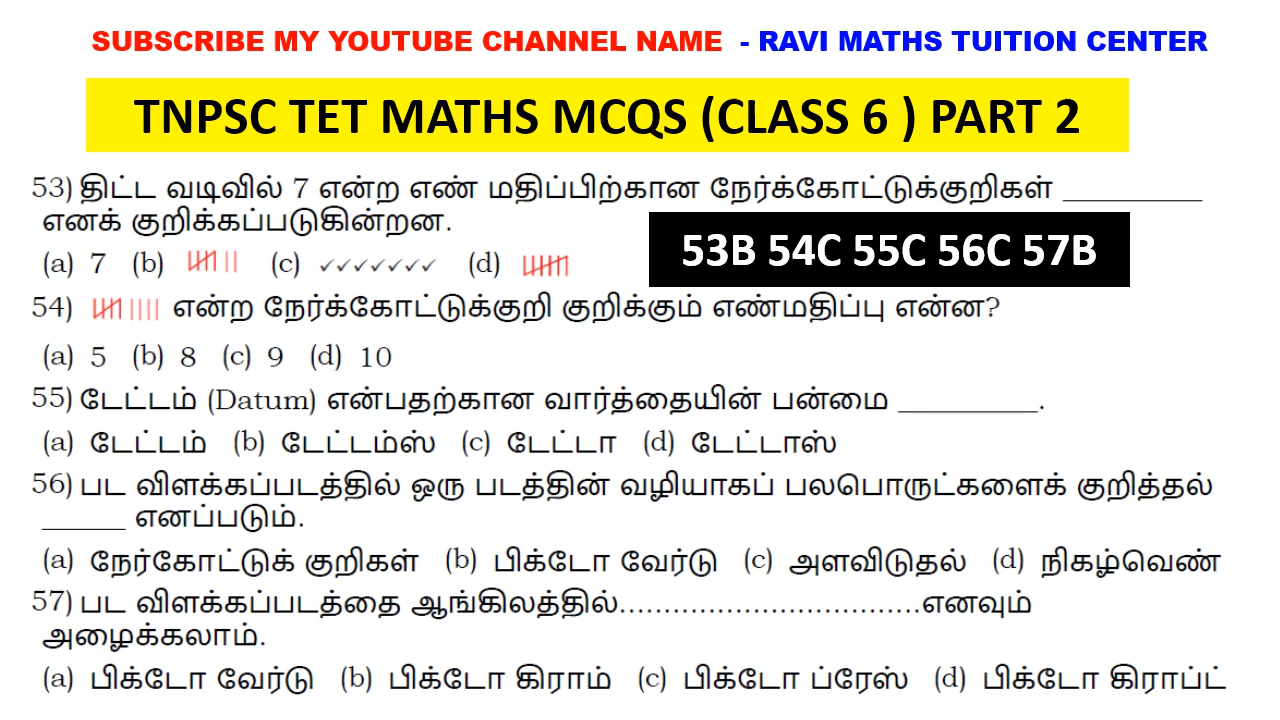 SUBSCRIBE MY YOUTUBE CHANNEL NAME - RAVI MATHS TUITION CENTER
TNPSC TET MATHS MCQS (CLASS 6 ) PART 2
53) திட்ட வடிவில் 7 என்ற எண் மதிப்பிற்கான நேர்க்கோட்டுக்குறிகள் __________
எனக் குறிக்கப்படுகின்றன.
53B 54C 55C 56C 57B
(a) 7 (b) (c) ✓✓✓✓✓✓✓ (d)
54) என்ற நேர்க்கோட்டுக்குறி குறிக்கும் எண்மதிப்பு என்ன?
(a) 5 (b) 8 (c) 9 (d) 10
55) டேட்டம் (Datum) என்பதற்கான வார்த்தையின் பன்மை __________.
(a) டேட்டம் (b) டேட்டம்ஸ் (c) டேட்டா (d) டேட்டாஸ்
56) பட விளக்கப்படத்தில் ஒரு படத்தின் வழியாகப் பலபொருட்களைக் குறித்தல்
______ எனப்படும்.
(a) நேர்கோட்டுக் குறிகள் (b) பிக்டோ வேர்டு (c) அளவிடுதல் (d) நிகழ்வெண்
57) பட விளக்கப்படத்தை ஆங்கிலத்தில்..................................எனவும்
அழைக்கலாம்.
(a) பிக்டோ வேர்டு (b) பிக்டோ கிராம் (c) பிக்டோ ப்ரேஸ் (d) பிக்டோ கிராப்ட்